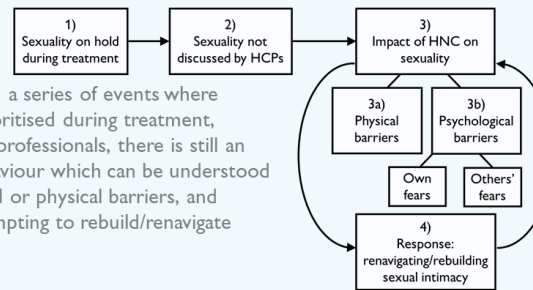 1)
Sexuality on hold
during treatment
2)
Sexuality not
discussed by HCPs
3)
Impact of HNC on
sexuality
3a)
Physical
barriers
3b)
Psychological
barriers
Own
fears
Others'
fears
4)
Response:
renavigating/rebuilding
sexual intimacy
a series of events where
oritised during treatment,
professionals, there is still an
aviour which can be understood
l or physical barriers, and
mpting to rebuild/renavigate